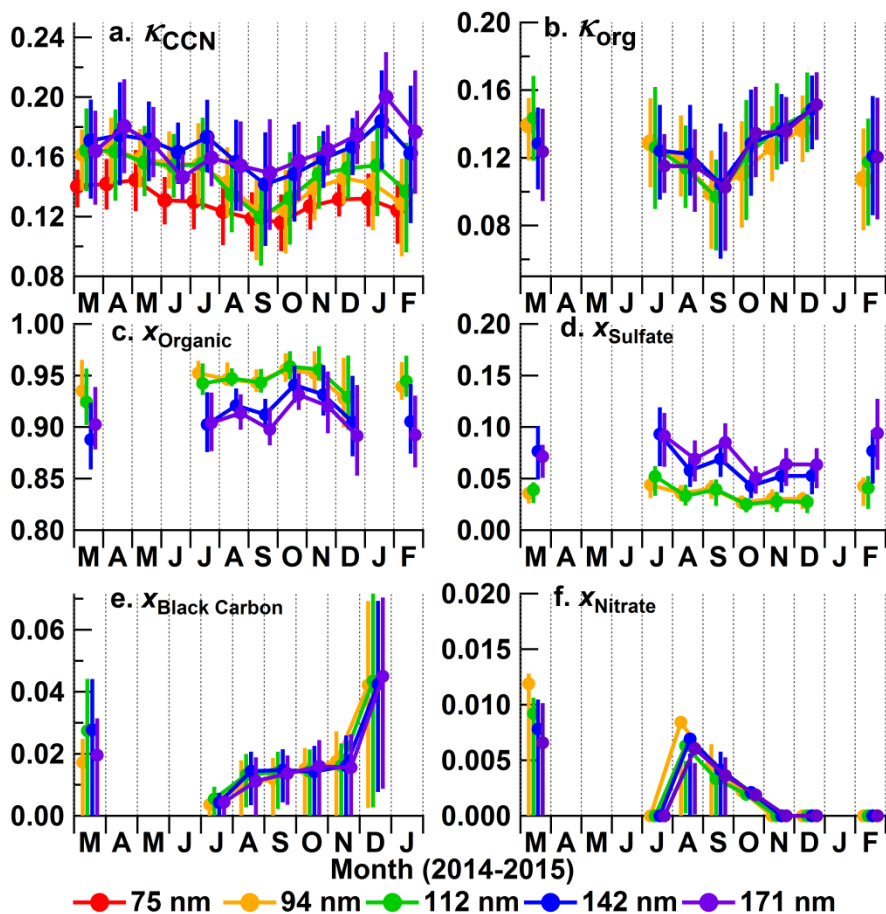 a. κCCN
0.24
0.20
0.16
0.12
0.08
M A M J J A S O N D J F
b. κorg
0.20
0.16
0.12
0.08
0.04
M A M J J A S O N D J F
c. xOrganic
1.00
0.95
0.90
0.85
0.80
M A M J J A S O N D J F
d. xSulfate
0.20
0.15
0.10
0.05
0.00
M A M J J A S O N D J F
e. xBlack Carbon
0.06
0.04
0.02
0.00
M A M J J A S O N D J
f. xNitrate
0.020
0.015
0.010
0.005
0.000
M A M J J A S O N D J F
Month (2014-2015)
75 nm 94 nm 112 nm 142 nm 171 nm